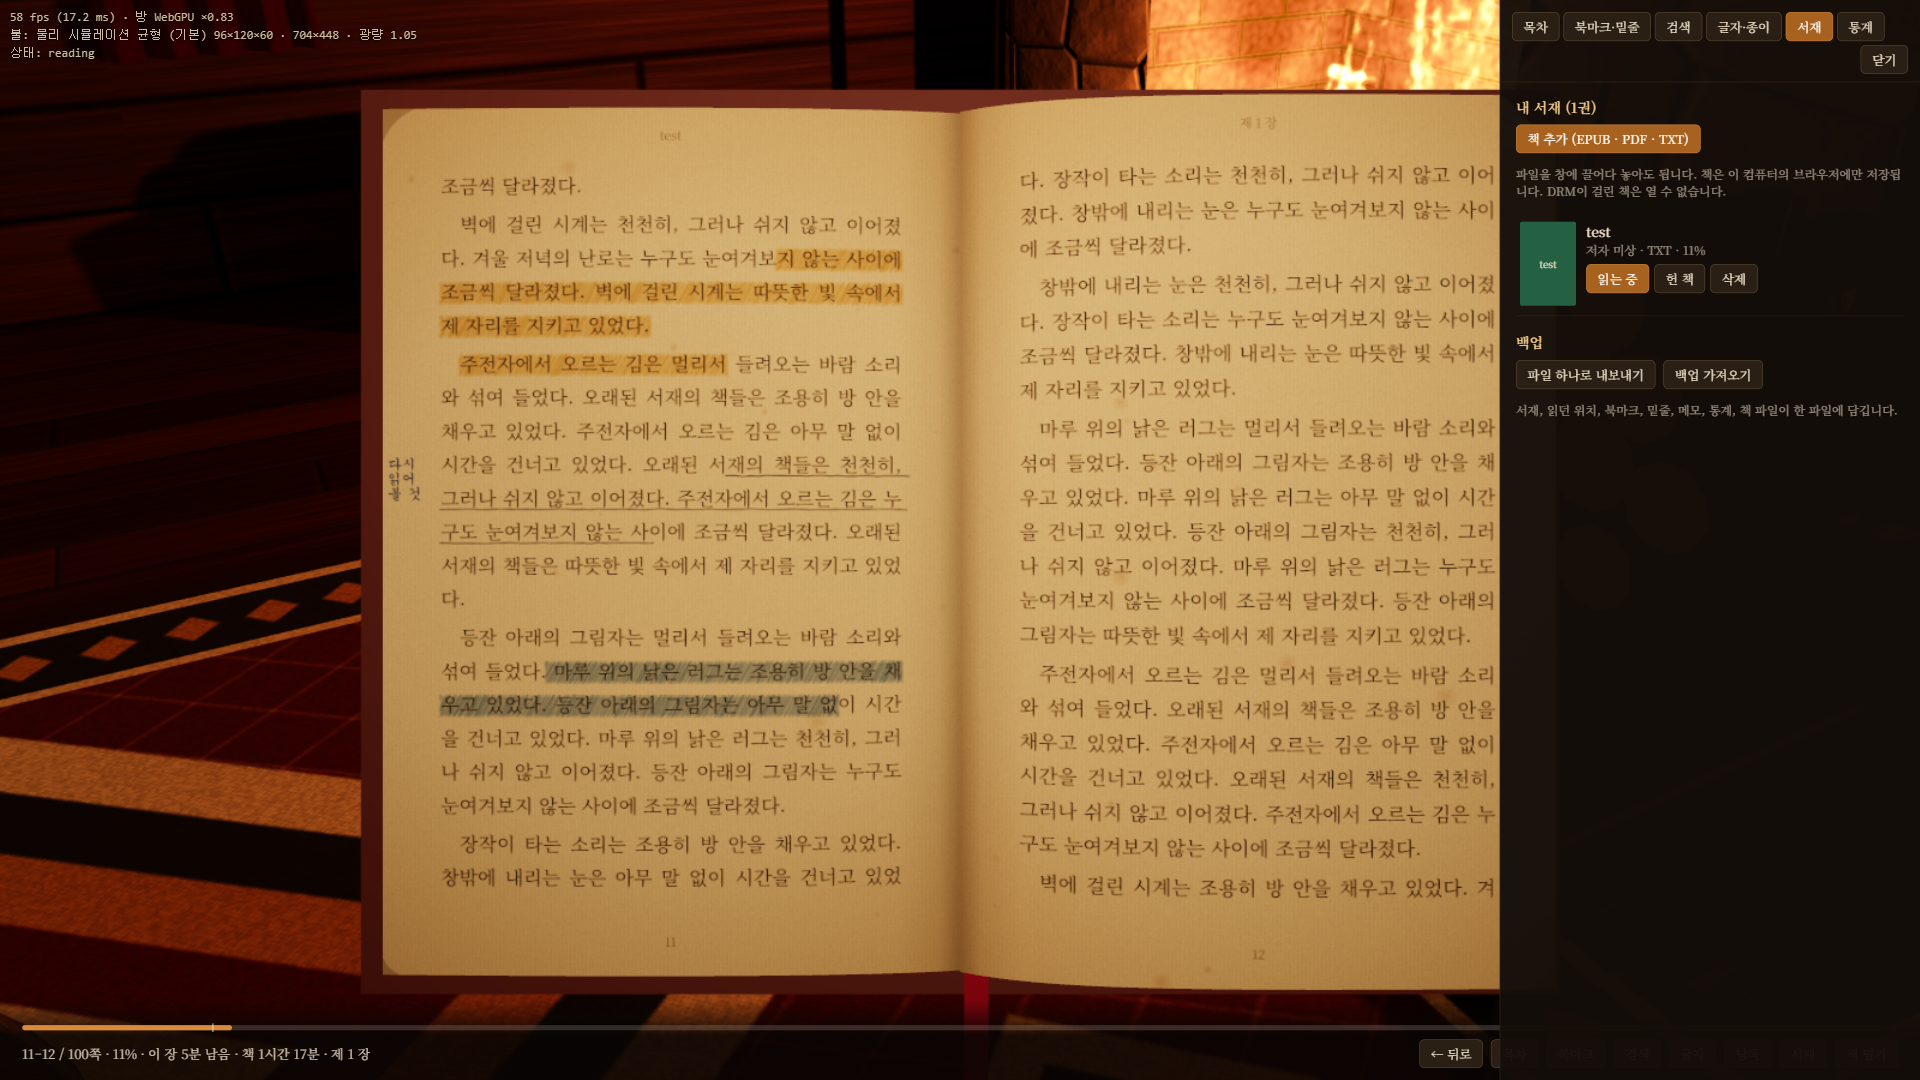 58 fps (17.2 ms) · 방 WebGPU ×0.83
불: 물리 시뮬레이션 균형 (기본) 96×120×60 · 704×448 · 광량 1.05
상태: reading
test
조금씩 달라졌다.
벽에 걸린 시계는 천천히, 그러나 쉬지 않고 이어졌
다. 겨울 저녁의 난로는 누구도 눈여겨보지 않는 사이에
조금씩 달라졌다. 벽에 걸린 시계는 따뜻한 빛 속에서
제 자리를 지키고 있었다.
주전자에서 오르는 김은 멀리서 들려오는 바람 소리
와 섞여 들었다. 오래된 서재의 책들은 조용히 방 안을
채우고 있었다. 주전자에서 오르는 김은 아무 말 없이
시간을 건너고 있었다. 오래된 서재의 책들은 천천히,
그러나 쉬지 않고 이어졌다. 주전자에서 오르는 김은 누
구도 눈여겨보지 않는 사이에 조금씩 달라졌다. 오래된
서재의 책들은 따뜻한 빛 속에서 제 자리를 지키고 있었
다.
등잔 아래의 그림자는 멀리서 들려오는 바람 소리와
섞여 들었다. 마루 위의 낡은 러그는 조용히 방 안을 채
우고 있었다. 등잔 아래의 그림자는 아무 말 없이 시간
을 건너고 있었다. 마루 위의 낡은 러그는 천천히, 그러
나 쉬지 않고 이어졌다. 등잔 아래의 그림자는 누구도
눈여겨보지 않는 사이에 조금씩 달라졌다.
장작이 타는 소리는 조용히 방 안을 채우고 있었다.
창밖에 내리는 눈은 아무 말 없이 시간을 건너고 있었
11
제 1 장
다. 장작이 타는 소리는 천천히, 그러나 쉬지 않고 이어
졌다. 창밖에 내리는 눈은 누구도 눈여겨보지 않는 사이
에 조금씩 달라졌다.
창밖에 내리는 눈은 천천히, 그러나 쉬지 않고 이어졌
다. 장작이 타는 소리는 누구도 눈여겨보지 않는 사이에
조금씩 달라졌다. 창밖에 내리는 눈은 따뜻한 빛 속에서
제 자리를 지키고 있었다.
마루 위의 낡은 러그는 멀리서 들려오는 바람 소리와
섞여 들었다. 등잔 아래의 그림자는 조용히 방 안을 채
우고 있었다. 마루 위의 낡은 러그는 아무 말 없이 시간
을 건너고 있었다. 등잔 아래의 그림자는 천천히, 그러
나 쉬지 않고 이어졌다. 마루 위의 낡은 러그는 누구도
눈여겨보지 않는 사이에 조금씩 달라졌다. 등잔 아래의
그림자는 따뜻한 빛 속에서 제 자리를 지키고 있었다.
주전자에서 오르는 김은 멀리서 들려오는 바람 소리
와 섞여 들었다. 오래된 서재의 책들은 조용히 방 안을
채우고 있었다. 주전자에서 오르는 김은 아무 말 없이
시간을 건너고 있었다. 오래된 서재의 책들은 천천히,
그러나 쉬지 않고 이어졌다. 주전자에서 오르는 김은 누
구도 눈여겨보지 않는 사이에 조금씩 달라졌다.
벽에 걸린 시계는 조용히 방 안을 채우고 있었다. 겨
12
목차 북마크·밑줄 검색 글자·종이 서재 통계
닫기
내 서재 (1권)
책 추가 (EPUB · PDF · TXT)
파일을 창에 끌어다 놓아도 됩니다. 책은 이 컴퓨터의 브라우저에만 저장됩
니다. DRM이 걸린 책은 열 수 없습니다.
test
test
저자 미상 · TXT · 11%
읽는 중 헌 책 삭제
백업
파일 하나로 내보내기 백업 가져오기
서재, 읽던 위치, 북마크, 밑줄, 메모, 통계, 책 파일이 한 파일에 담깁니다.
11–12 / 100쪽 · 11% · 이 장 5분 남음 · 책 1시간 17분 · 제 1 장
← 뒤로